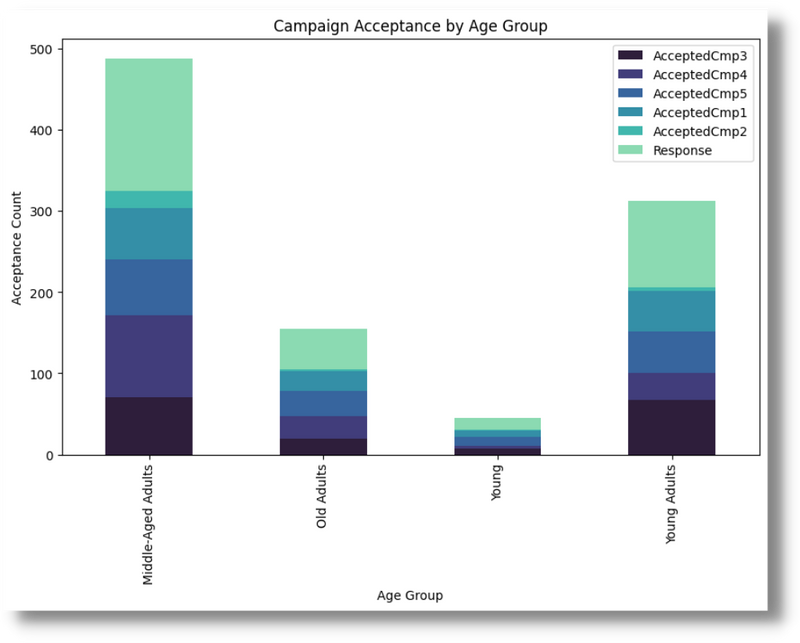 Campaign Acceptance by Age Group
AcceptedCmp3
AcceptedCmp4
AcceptedCmp5
AcceptedCmp1
AcceptedCmp2
Response
Acceptance Count
500
400
300
200
100
0
Middle-Aged Adults
Old Adults
Young
Young Adults
Age Group